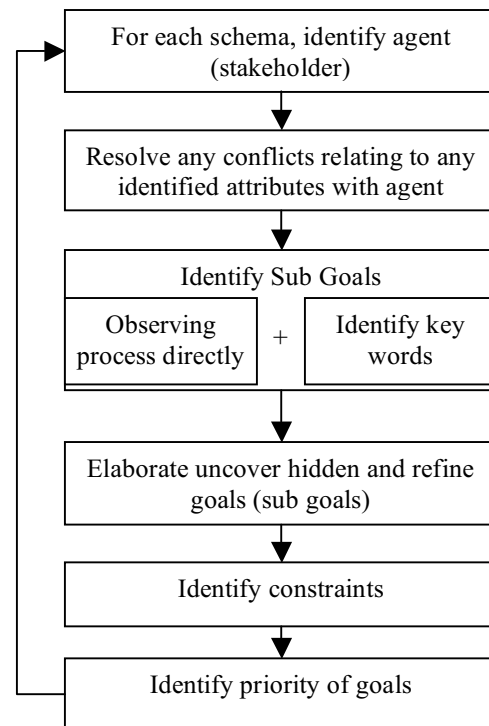 For each schema, identify agent
(stakeholder)
Resolve any conflicts relating to any
identified attributes with agent
Identify Sub Goals
Observing
process directly
+
Identify key
words
Elaborate uncover hidden and refine
goals (sub goals)
Identify constraints
Identify priority of goals